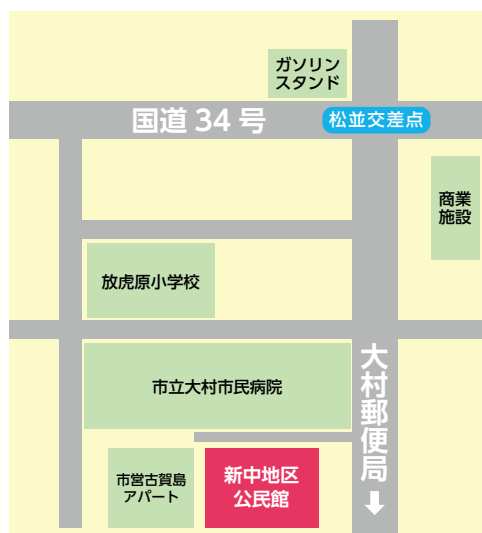 ガソリン
スタンド
国道 34 号
松並交差点
商業
施設
放虎原小学校
市立大村市民病院
大村郵便局
市営古賀島
アパート
新中地区
公民館